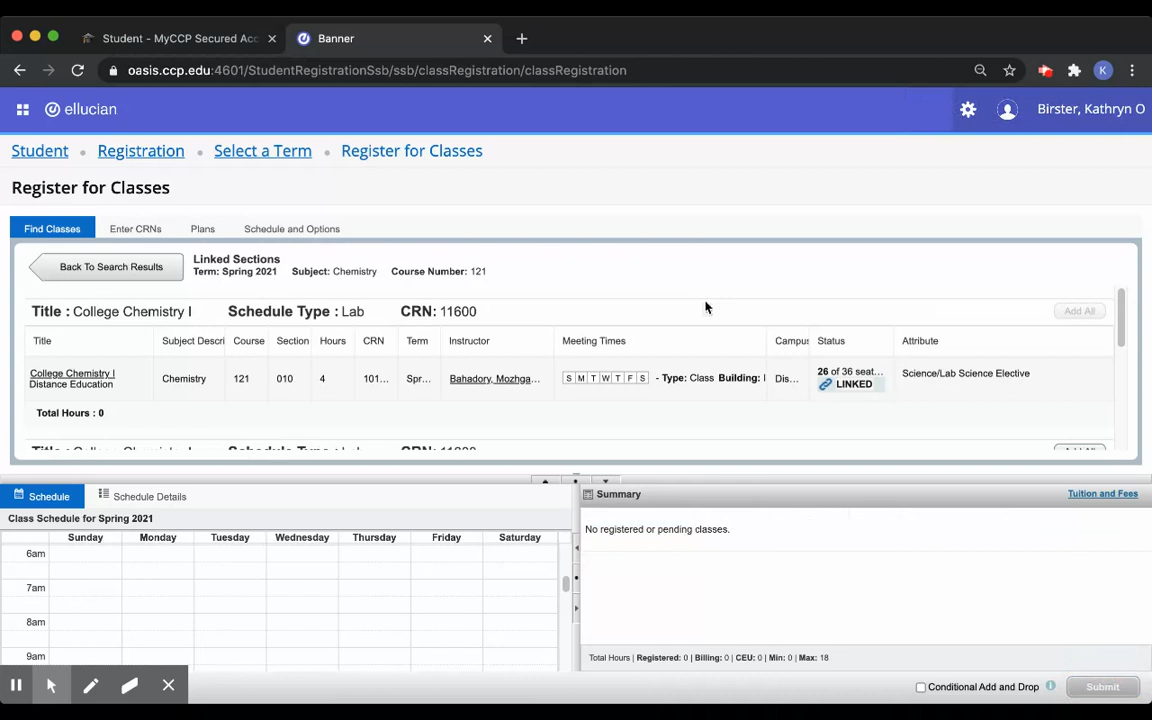 Student - MyCCP Secured Acc
Banner
oasis.ccp.edu:4601/StudentRegistrationSsb/ssb/classRegistration/classRegistration
K
ellucian
Birster, Kathryn O
Student • Registration • Select a Term • Register for Classes
Register for Classes
Find Classes Enter CRNs Plans Schedule and Options
Back To Search Results
Linked Sections
Term: Spring 2021 Subject: Chemistry Course Number: 121
Title : College Chemistry I Schedule Type : Lab CRN: 11600 Add All
Title Subject Descri Course Section Hours CRN Term Instructor Meeting Times Campus Status Attribute
College Chemistry I
Distance Education
Chemistry 121 010 4 101... Spr... Bahadory, Mozhga... S M T W T F S - Type: Class Building: Dis...
26 of 36 seat...
LINKED
Science/Lab Science Elective
Total Hours : 0
Schedule Schedule Details
Class Schedule for Spring 2021
Sunday Monday Tuesday Wednesday Thursday Friday Saturday
6am
7am
8am
9am
Summary Tuition and Fees
No registered or pending classes.
Total Hours | Registered: 0 | Billing: 0 | CEU: 0 | Min: 0 | Max: 18
Conditional Add and Drop Submit